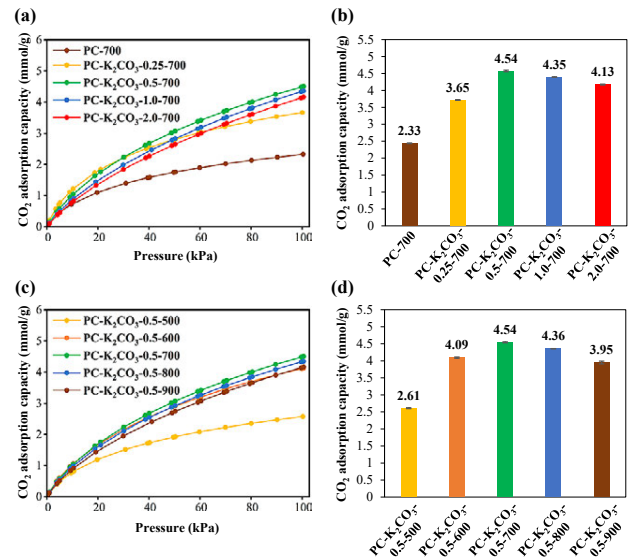 (a)
CO2 adsorption capacity (mmol/g)
6
5
4
3
2
1
0
PC-700
PC-K2CO3-0.25-700
PC-K2CO3-0.5-700
PC-K2CO3-1.0-700
PC-K2CO3-2.0-700
0 20 40 60 80 100
Pressure (kPa)
(b)
CO2 adsorption capacity (mmol/g)
5.5
5
4.5
4
3.5
3
2.5
2
1.5
1
0.5
0
2.33
3.65
4.54
4.35
4.13
PC-700
PC-K2CO3-
0.25-700
PC-K2CO3-
0.5-700
PC-K2CO3-
1.0-700
PC-K2CO3-
2.0-700
(c)
CO2 adsorption capacity (mmol/g)
6
5
4
3
2
1
0
PC-K2CO3-0.5-500
PC-K2CO3-0.5-600
PC-K2CO3-0.5-700
PC-K2CO3-0.5-800
PC-K2CO3-0.5-900
0 20 40 60 80 100
Pressure (kPa)
(d)
CO2 adsorption capacity (mmol/g)
5.5
5
4.5
4
3.5
3
2.5
2
1.5
1
0.5
0
2.61
4.09
4.54
4.36
3.95
PC-K2CO3-
0.5-500
PC-K2CO3-
0.5-600
PC-K2CO3-
0.5-700
PC-K2CO3-
0.5-800
PC-K2CO3-
0.5-900